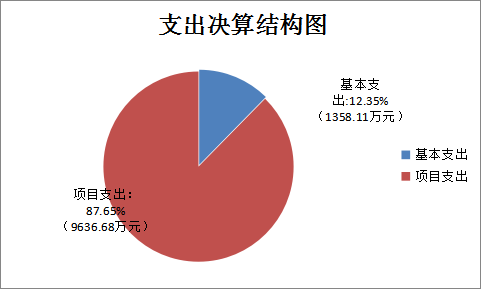 支出决算结构图
基本支
出:12.35%
（1358.11万元）
基本支出
项目支出
项目支出：
87.65%
（9636.68万元）